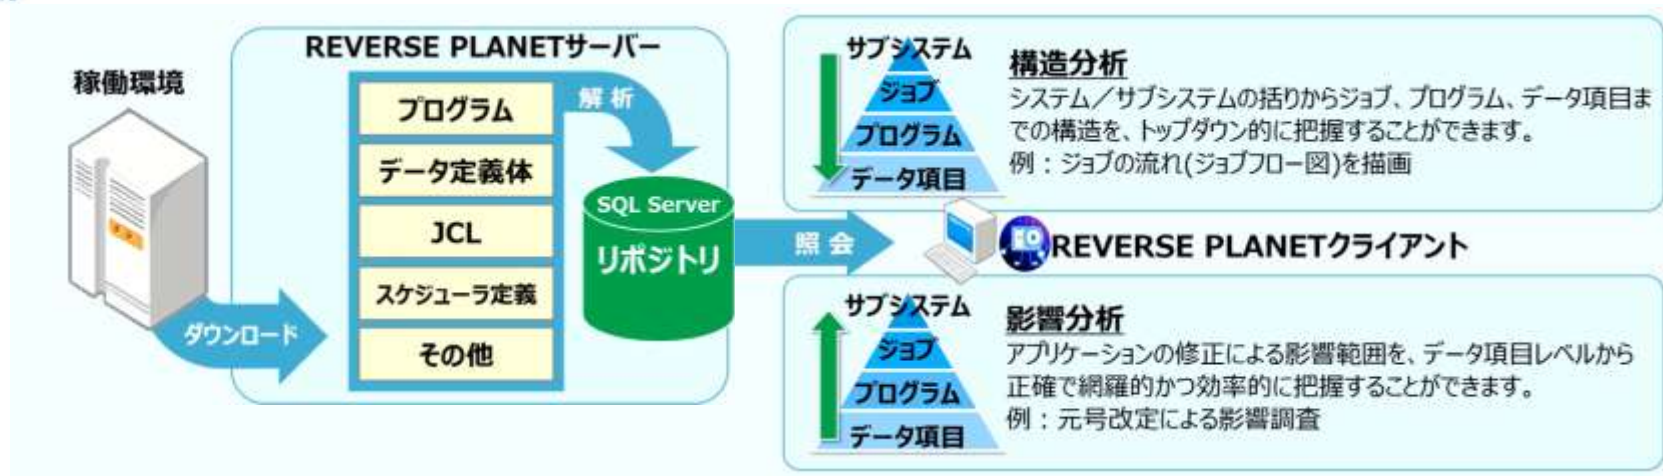 稼働環境
ダウンロード
REVERSE PLANETサーバー
プログラム
データ定義体
JCL
スケジューラ定義
その他
解析
SQL Server
リポジトリ
照会
サブシステム
ジョブ
プログラム
データ項目
構造分析
システム／サブシステムの括りからジョブ、プログラム、データ項目ま
での構造を、トップダウン的に把握することができます。
例：ジョブの流れ(ジョブフロー図)を描画
REVERSE PLANETクライアント
サブシステム
ジョブ
プログラム
データ項目
影響分析
アプリケーションの修正による影響範囲を、データ項目レベルから
正確で網羅的かつ効率的に把握することができます。
例：元号改定による影響調査